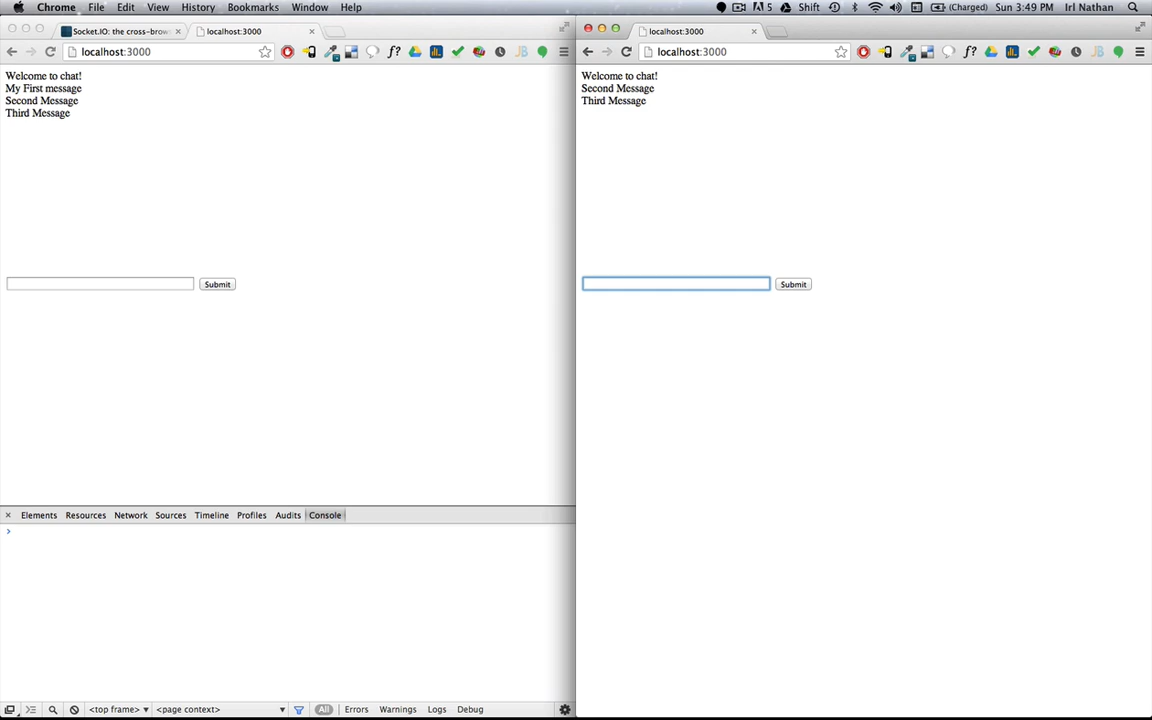 Chrome File Edit View History Bookmarks Window Help 5 Shift (Charged) Sun 3:49 PM Irl Nathan
Socket.IO: the cross-brow localhost:3000
localhost:3000
Welcome to chat!
My First message
Second Message
Third Message
Submit
× Elements Resources Network Sources Timeline Profiles Audits Console
>
<top frame> ▼ <page context> ▼ All Errors Warnings Logs Debug
localhost:3000
localhost:3000
Welcome to chat!
Second Message
Third Message
Submit